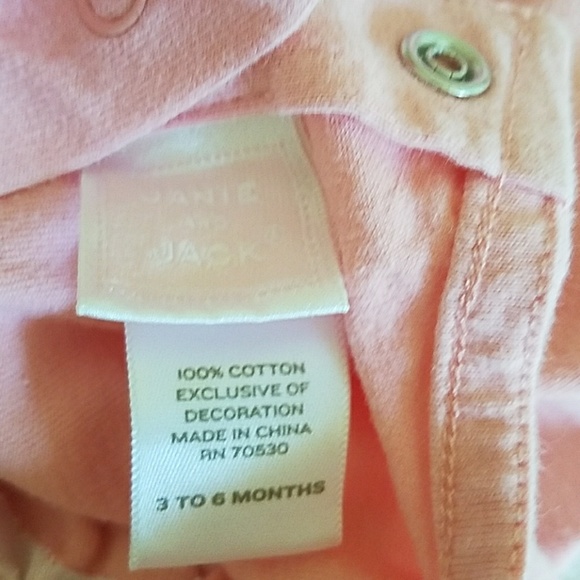 JANIE
AND
JACK
100% COTTON
EXCLUSIVE OF
DECORATION
MADE IN CHINA
RN 70530
3 TO 6 MONTHS